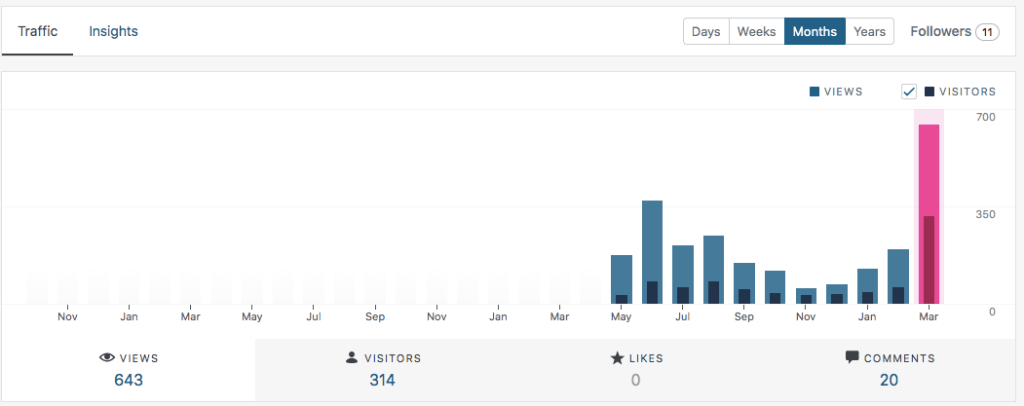 Traffic Insights Days Weeks Months Years Followers 11
VIEWS VISITORS
700
350
0
Nov Jan Mar May Jul Sep Nov Jan Mar May Jul Sep Nov Jan Mar
VIEWS VISITORS LIKES COMMENTS
643 314 0 20